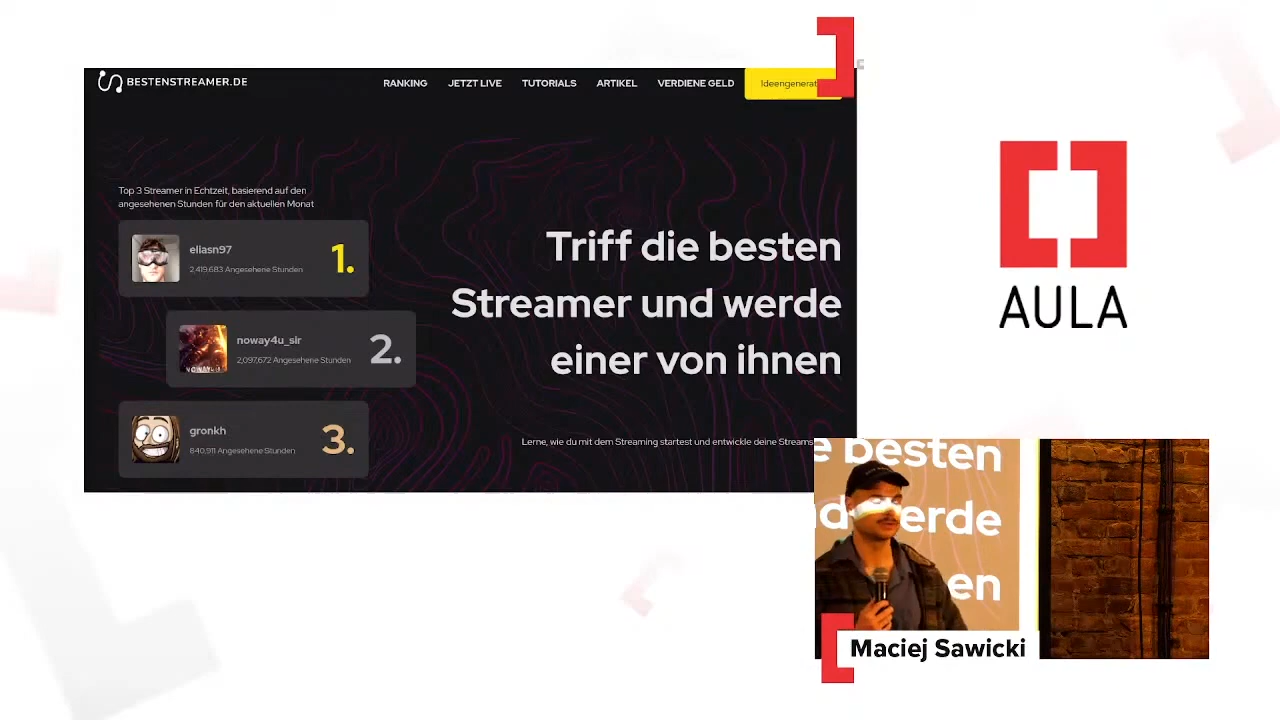 BESTENSTREAMER.DE
RANKING
JETZT LIVE
TUTORIALS
ARTIKEL
VERDIENE GELD
Top 3 Streamer in Echtzeit, basierend auf den
angesehenen Stunden für den aktuellen Monat
eliasn97
2,419,683 Angesehene Stunden
1.
noway4u_sir
2,097,672 Angesehene Stunden
2.
gronkh
840,911 Angesehene Stunden
3.
Triff die besten
Streamer und werde
einer von ihnen
Lerne, wie du mit dem Streaming startest und entwickle deine Streams
AULA
e besten
erde
en
Maciej Sawicki